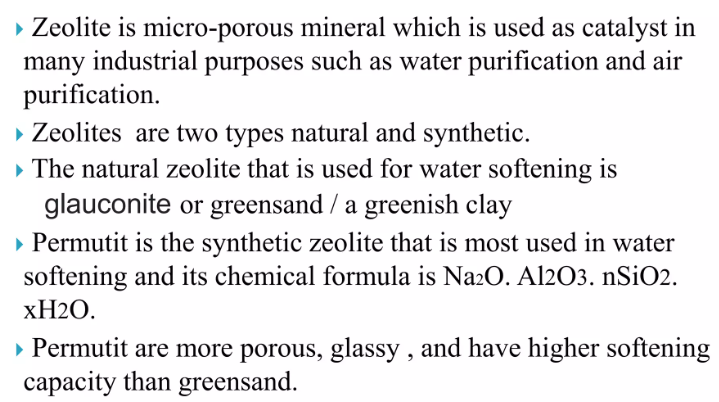 Zeolite is micro-porous mineral which is used as catalyst in
many industrial purposes such as water purification and air
purification.
Zeolites are two types natural and synthetic.
The natural zeolite that is used for water softening is
glauconite or greensand / a greenish clay
Permutit is the synthetic zeolite that is most used in water
softening and its chemical formula is Na2O. Al2O3. nSiO2.
xH2O.
Permutit are more porous, glassy , and have higher softening
capacity than greensand.